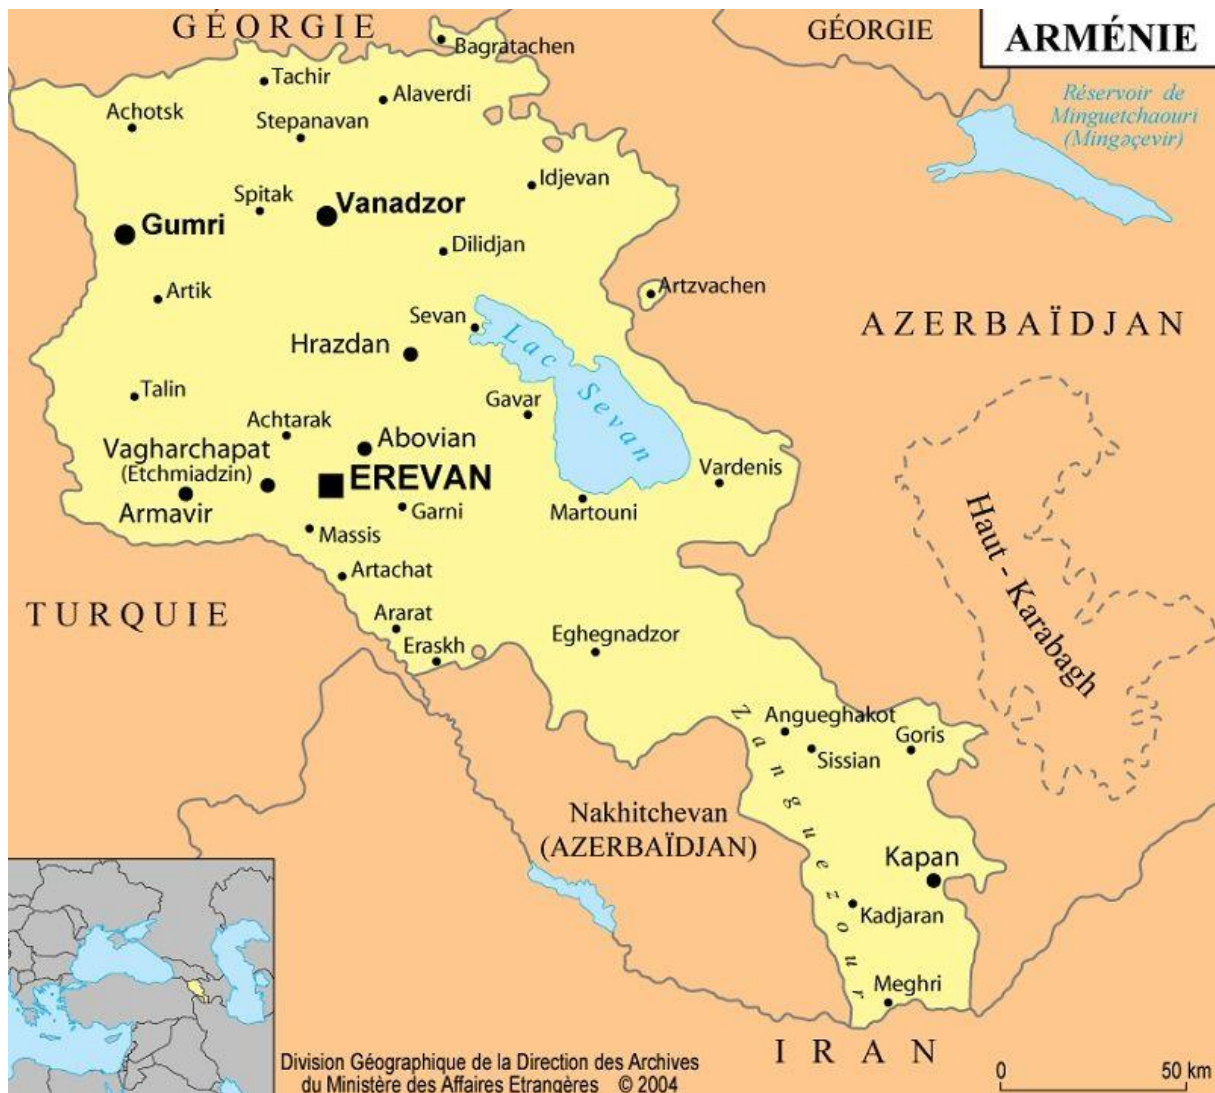 GÉORGIE
GÉORGIE
ARMÉNIE
Bagratachen
Tachir
Alaverdi
Réservoir de
Minguetchaouri
(Mingəçevir)
Achotsk
Stepanavan
Idjevan
Spitak
Vanadzor
Gumri
Dilidjan
Artik
Artzvachen
Sevan
AZERBAÏDJAN
Hrazdan
Lac
Sevan
Talin
Gavar
Achtarak
Vagharchapat
(Etchmiadzin)
Abovian
EREVAN
Vardenis
Armavir
Garni
Martouni
Massis
Haut - Karabagh
Artachat
TURQUIE
Ararat
Eraskh
Eghegnadzor
Zanguezour
Angueghakot
Goris
Sissian
Nakhitchevan
(AZERBAÏDJAN)
Kapan
Kadjaran
Meghri
IRAN
Division Géographique de la Direction des Archives
du Ministère des Affaires Etrangères © 2004
0 50 km